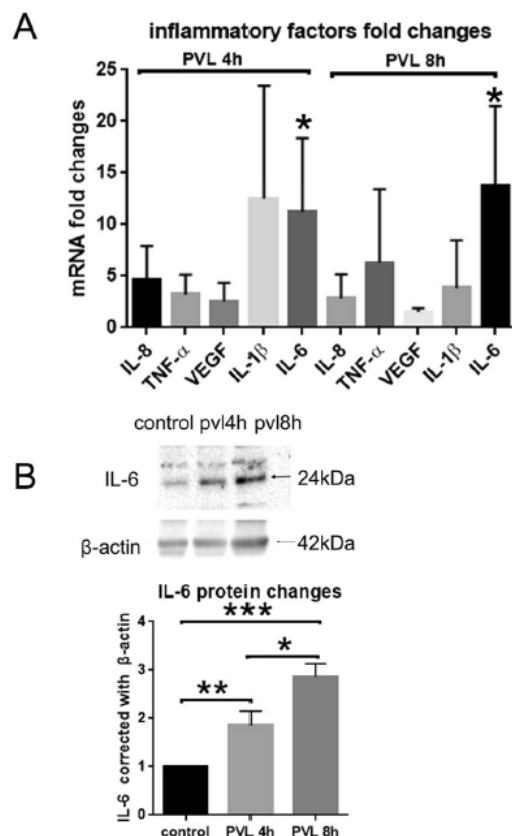 A
inflammatory factors fold changes
PVL 4h PVL 8h
mRNA fold changes
25
20
15
10
5
0
* *
IL-8 TNF-α VEGF IL-1β IL-6 IL-8 TNF-α VEGF IL-1β IL-6
control pvl4h pvl8h
B
IL-6 24kDa
β-actin 42kDa
IL-6 protein changes
IL-6 corrected with β-actin
4
3
2
1
0
***
*
**
control PVL 4h PVL 8h